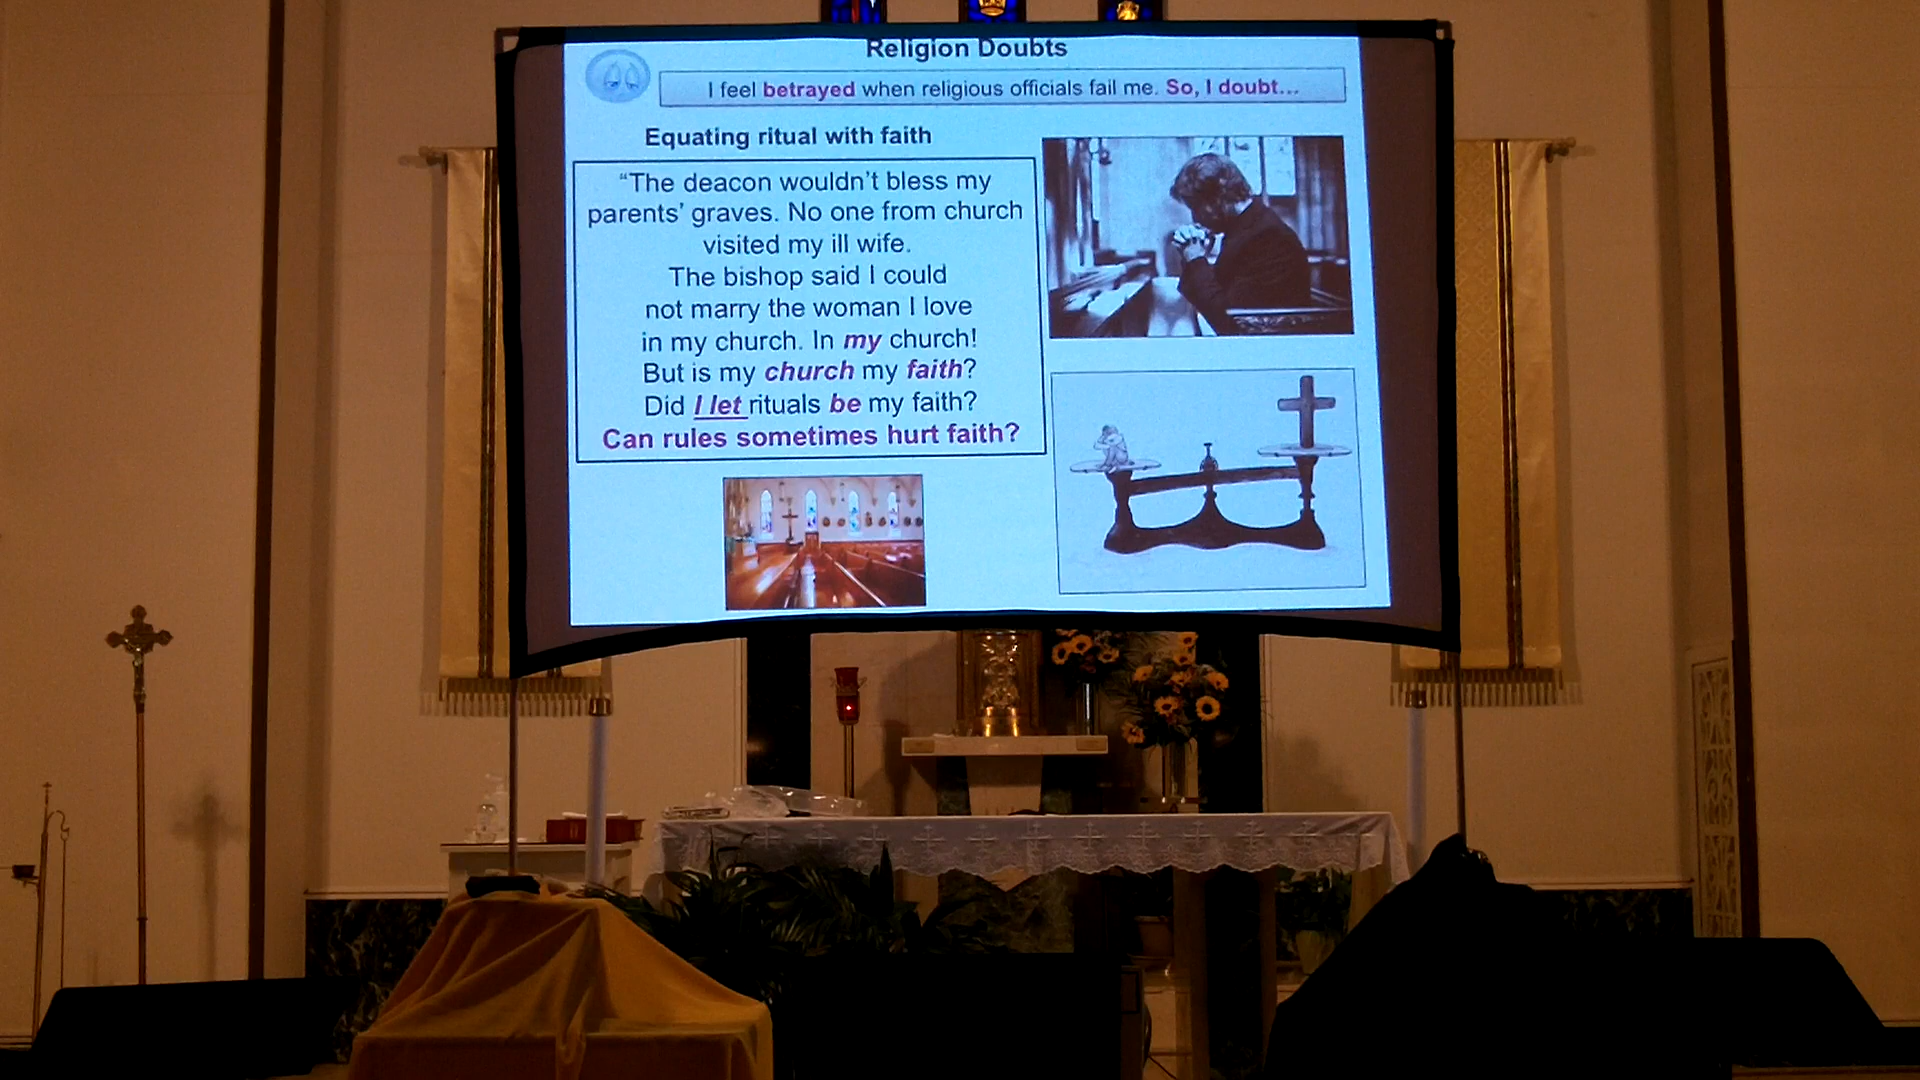 Religion Doubts
I feel betrayed when religious officials fail me. So, I doubt...
Equating ritual with faith
“The deacon wouldn’t bless my
parents’ graves. No one from church
visited my ill wife.
The bishop said I could
not marry the woman I love
in my church. In my church!
But is my church my faith?
Did I let rituals be my faith?
Can rules sometimes hurt faith?